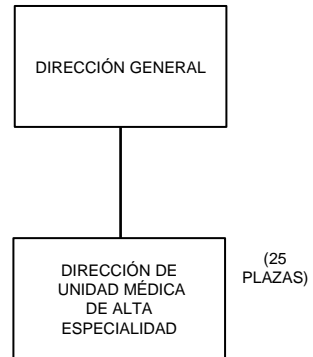 DIRECCIÓN GENERAL
DIRECCIÓN DE
UNIDAD MÉDICA
DE ALTA
ESPECIALIDAD
(25
PLAZAS)